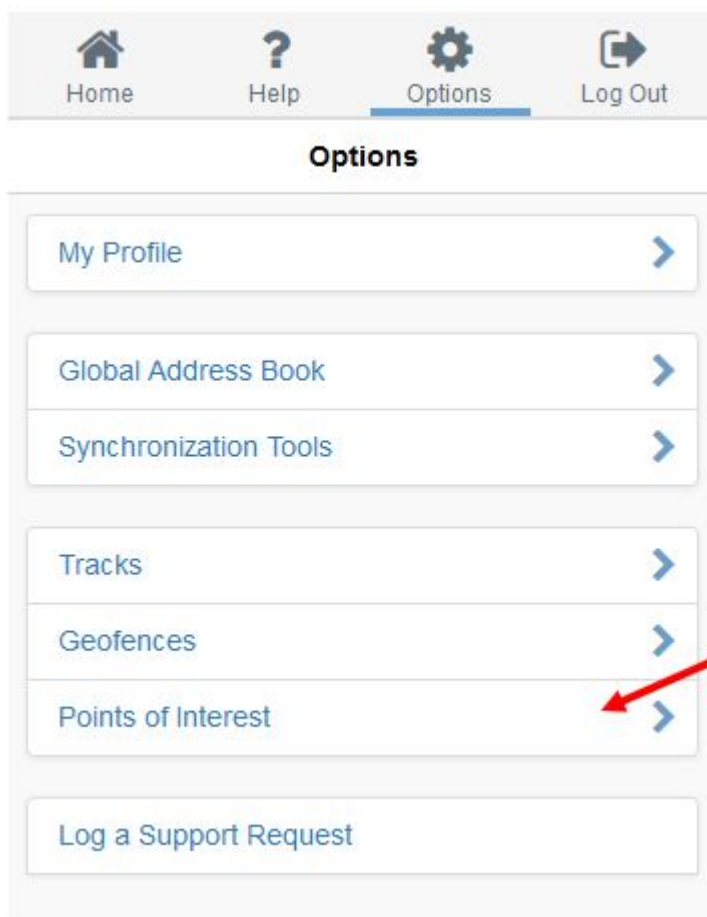 Home Help Options Log Out
Options
My Profile
Global Address Book
Synchronization Tools
Tracks
Geofences
Points of Interest
Log a Support Request